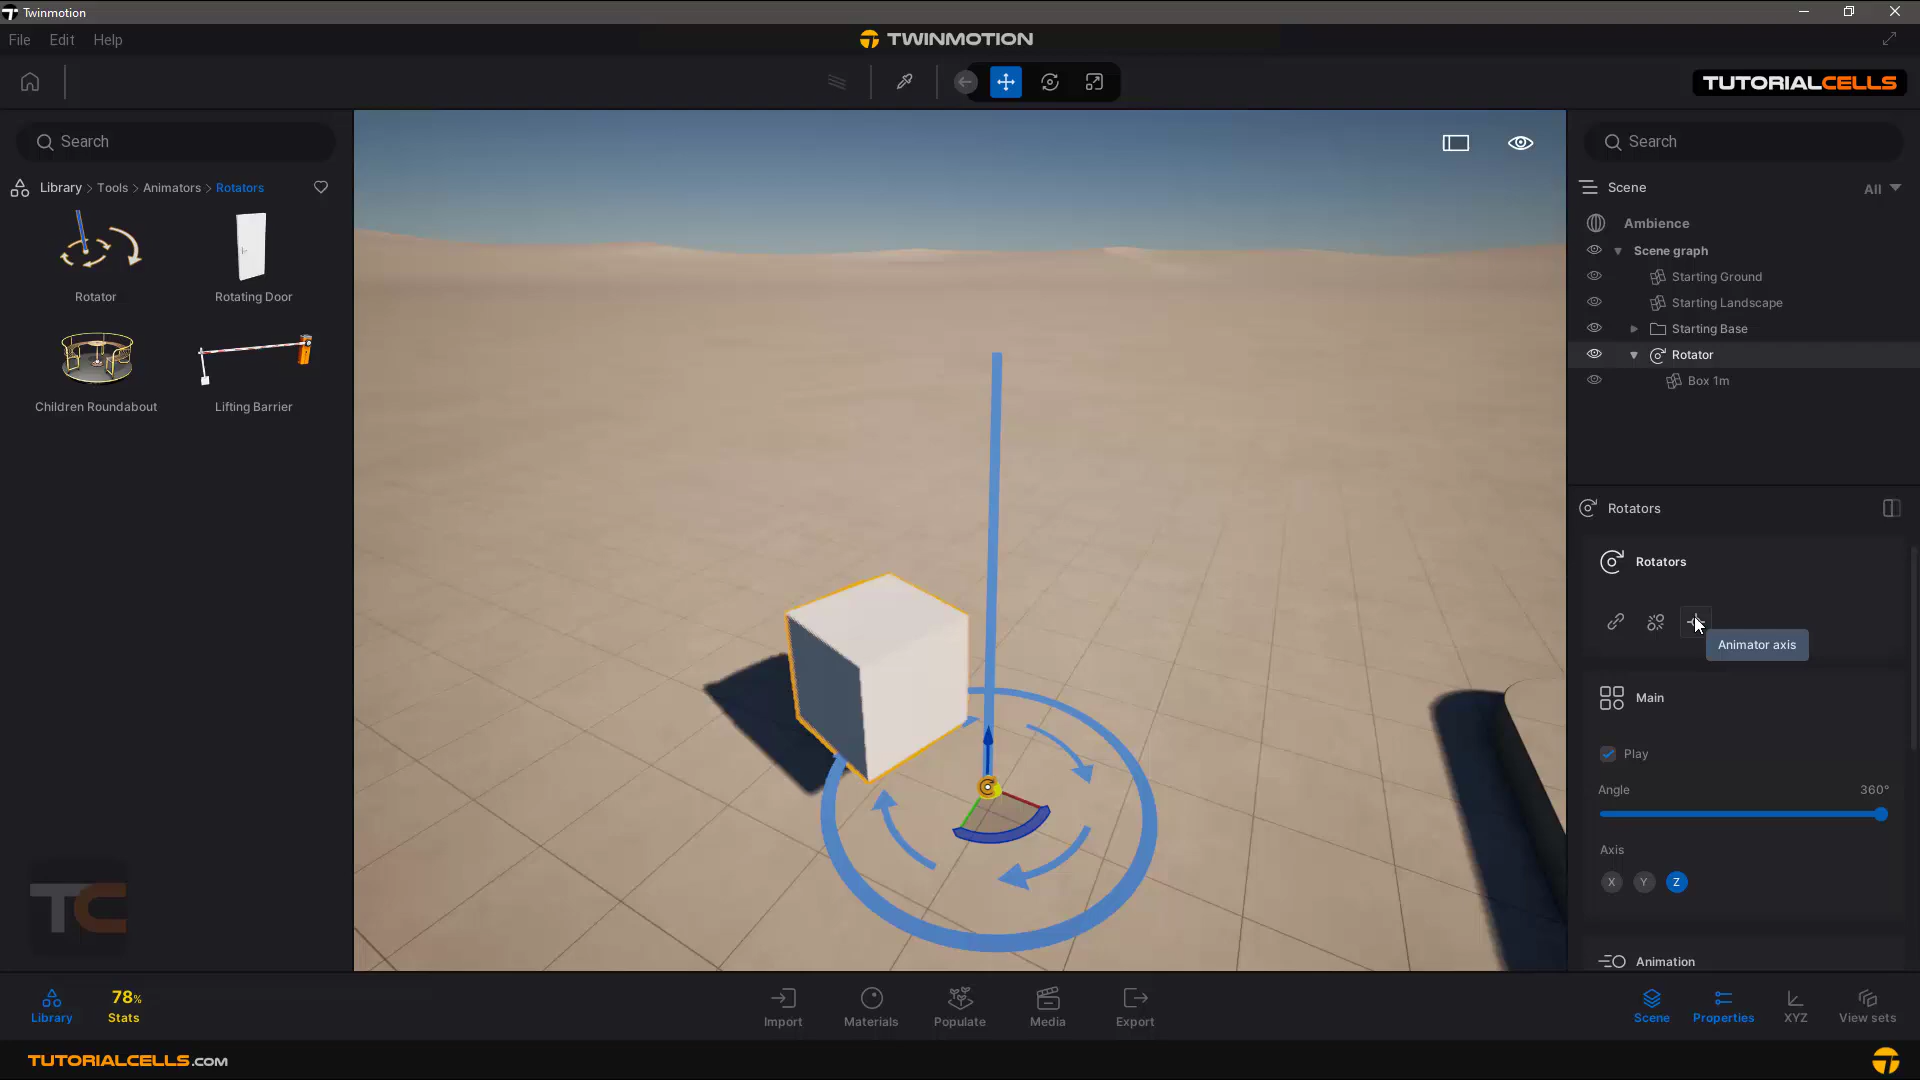 Twinmotion
File Edit Help
TWINMOTION
TUTORIALCELLS
Search
Library > Tools > Animators > Rotators
Rotator
Rotating Door
Children Roundabout
Lifting Barrier
Search
Scene
All
Ambience
Scene graph
Starting Ground
Starting Landscape
Starting Base
Rotator
Box 1m
Rotators
Rotators
Animator axis
Main
Play
Angle 360°
Axis
X Y Z
Animation
TC
Library
78%
Stats
Import
Materials
Populate
Media
Export
Scene
Properties
XYZ
View sets
TUTORIALCELLS.COM